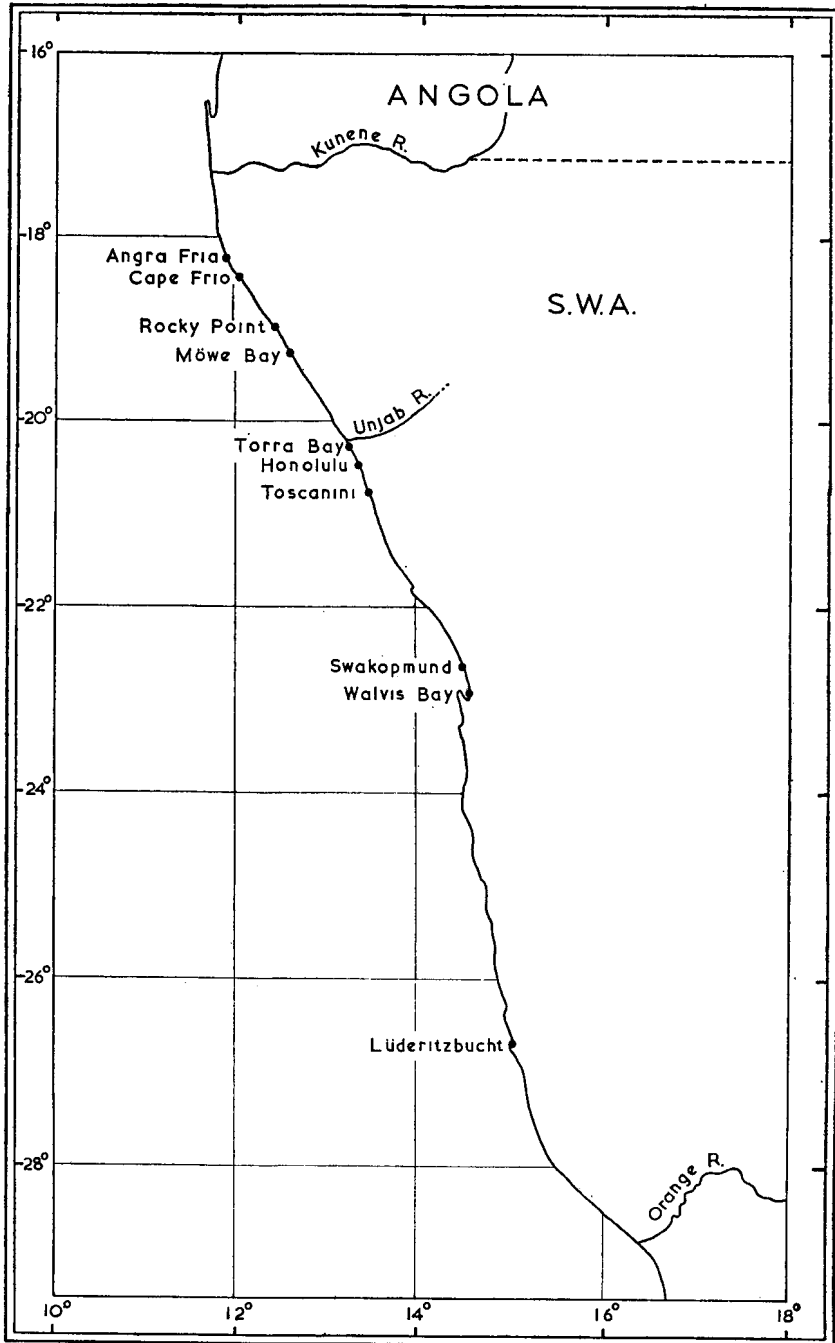 -16°
ANGOLA
Kunene R.
-18°
Angra Fria
Cape Frio
S.W.A.
Rocky Point
Möwe Bay
-20°
Unjab R.
Torra Bay
Honolulu
Toscanini
-22°
Swakopmund
Walvis Bay
-24°
-26°
Lüderitzbucht
-28°
Orange R.
10°
12°
14°
16°
18°